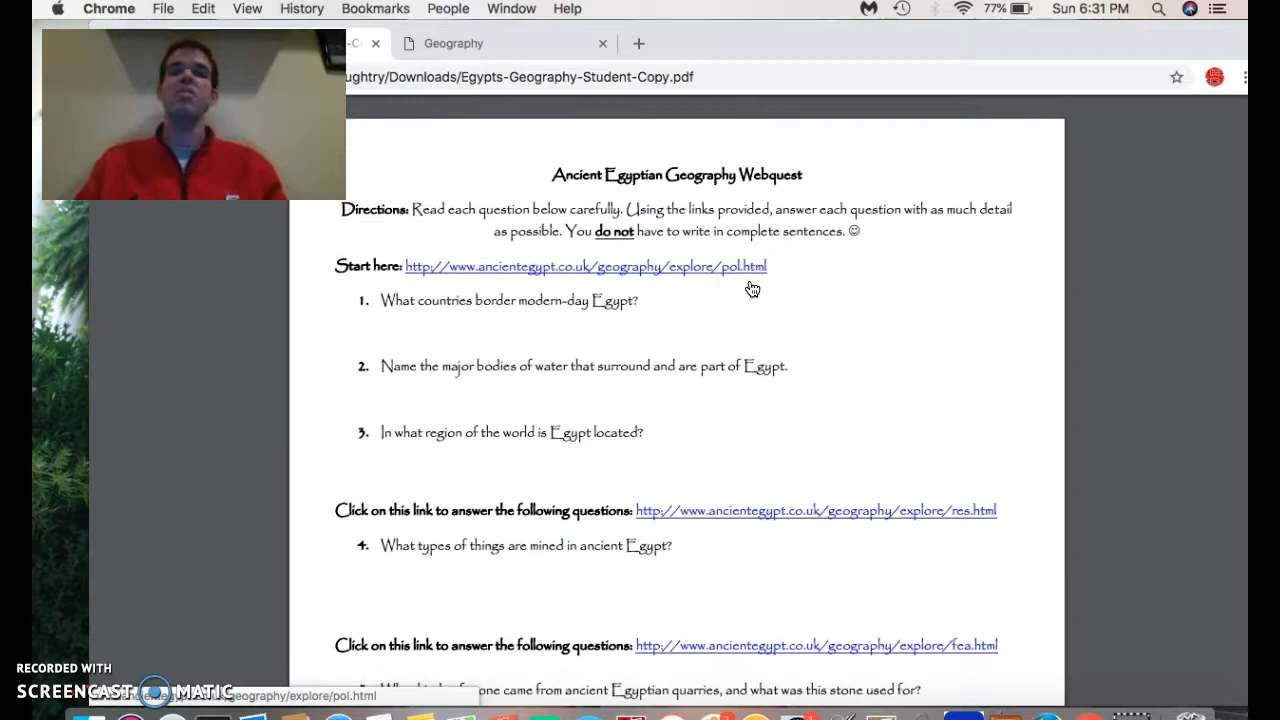 Chrome File Edit View History Bookmarks People Window Help 77% Sun 6:31 PM
Geography
ughtry/Downloads/Egypts-Geography-Student-Copy.pdf
Ancient Egyptian Geography Webquest
Directions: Read each question below carefully. Using the links provided, answer each question with as much detail
as possible. You do not have to write in complete sentences. ☺
Start here: http://www.ancientegypt.co.uk/geography/explore/pol.html
1. What countries border modern-day Egypt?
2. Name the major bodies of water that surround and are part of Egypt.
3. In what region of the world is Egypt located?
Click on this link to answer the following questions: http://www.ancientegypt.co.uk/geography/explore/res.html
4. What types of things are mined in ancient Egypt?
Click on this link to answer the following questions: http://www.ancientegypt.co.uk/geography/explore/fea.html
one came from ancient Egyptian quarries, and what was this stone used for?
RECORDED WITH
SCREENCAST MATIC
/geography/explore/pol.html